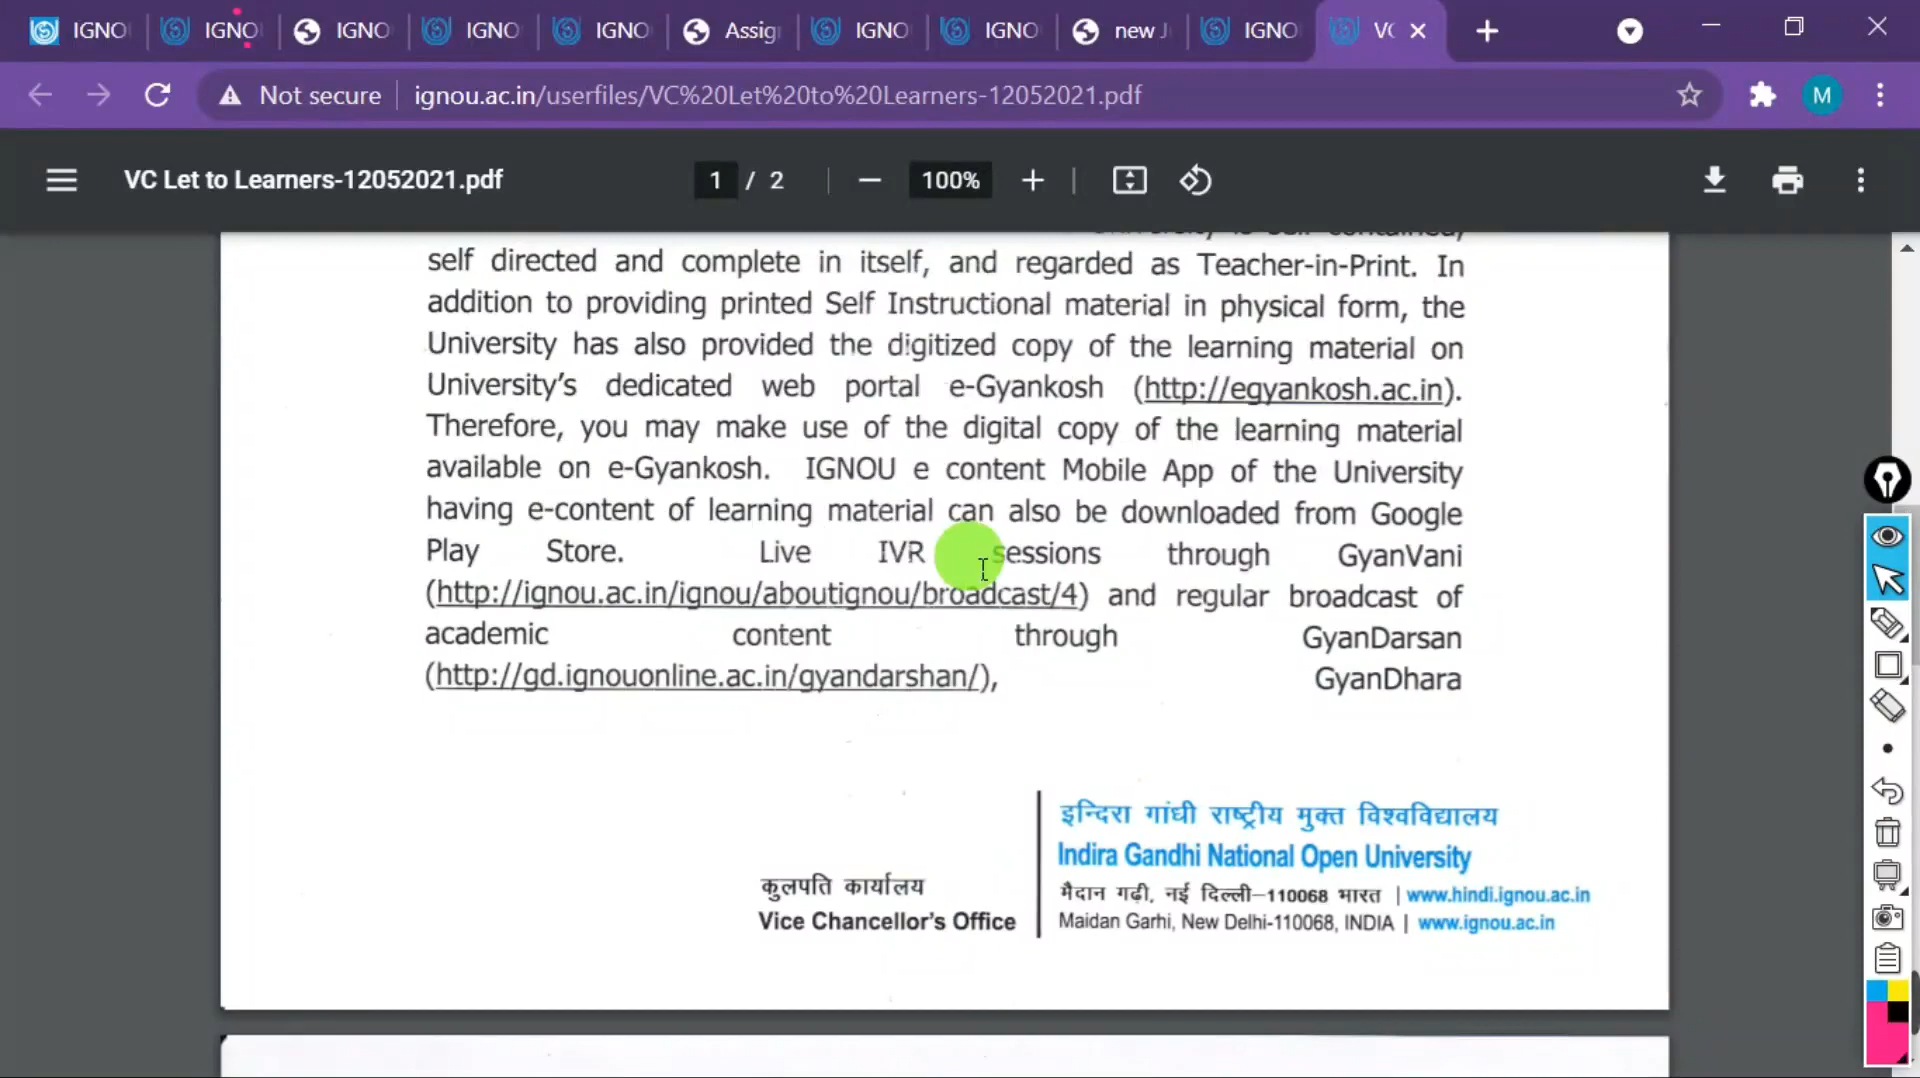 IGNO
IGNO
IGNO
IGNO
IGNO
Assig
IGNO
IGNO
new J
IGNO
VC
Not secure
ignou.ac.in/userfiles/VC%20Let%20to%20Learners-12052021.pdf
M
VC Let to Learners-12052021.pdf
1 / 2
100%
self directed and complete in itself, and regarded as Teacher-in-Print. In
addition to providing printed Self Instructional material in physical form, the
University has also provided the digitized copy of the learning material on
University's dedicated web portal e-Gyankosh (http://egyankosh.ac.in).
Therefore, you may make use of the digital copy of the learning material
available on e-Gyankosh. IGNOU e content Mobile App of the University
having e-content of learning material can also be downloaded from Google
Play Store. Live IVR sessions through GyanVani
(http://ignou.ac.in/ignou/aboutignou/broadcast/4) and regular broadcast of
academic content through GyanDarsan
(http://gd.ignouonline.ac.in/gyandarshan/), GyanDhara
कुलपति कार्यालय
Vice Chancellor's Office
इन्दिरा गांधी राष्ट्रीय मुक्त विश्वविद्यालय
Indira Gandhi National Open University
मैदान गढ़ी, नई दिल्ली-110068 भारत | www.hindi.ignou.ac.in
Maidan Garhi, New Delhi-110068, INDIA | www.ignou.ac.in